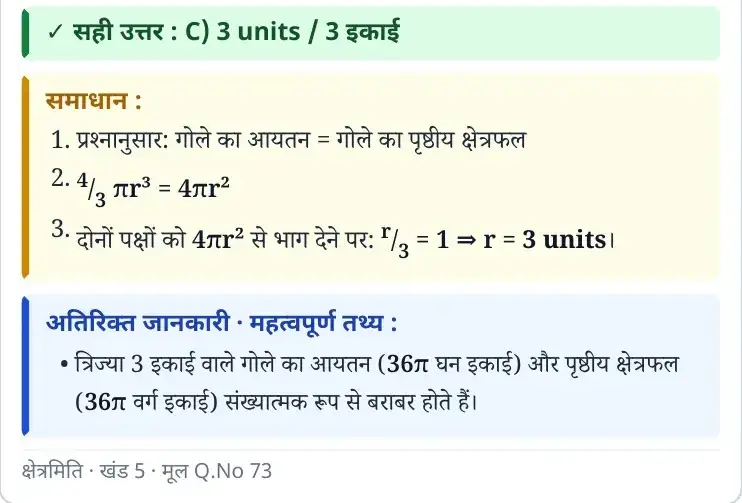 ✓ सही उत्तर : C) 3 units / 3 इकाई
समाधान :
1. प्रश्नानुसार: गोले का आयतन = गोले का पृष्ठीय क्षेत्रफल
2. 4/3 πr³ = 4πr²
3. दोनों पक्षों को 4πr² से भाग देने पर: r/3 = 1 ⇒ r = 3 units।
अतिरिक्त जानकारी · महत्वपूर्ण तथ्य :
• त्रिज्या 3 इकाई वाले गोले का आयतन (36π घन इकाई) और पृष्ठीय क्षेत्रफल
(36π वर्ग इकाई) संख्यात्मक रूप से बराबर होते हैं।
क्षेत्रमिति · खंड 5 · मूल Q.No 73